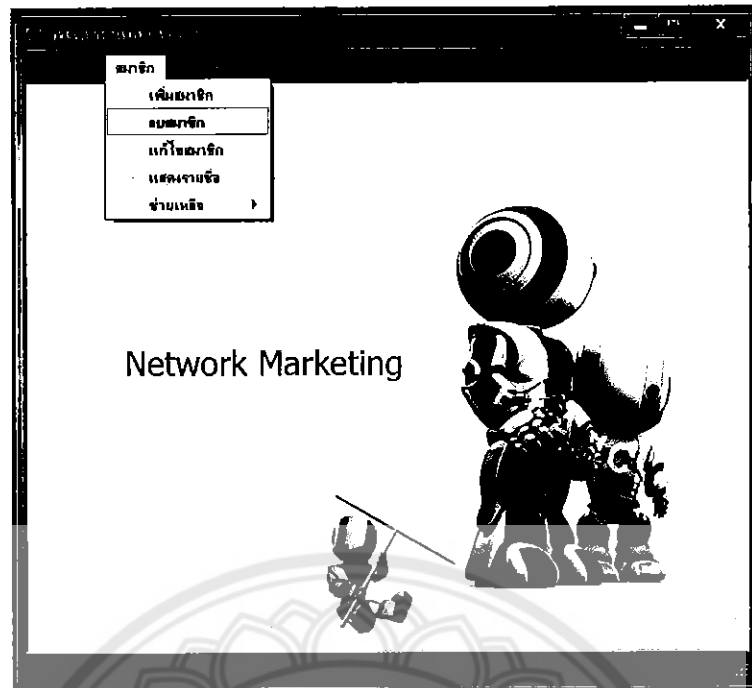 สมาชิก
เพิ่มสมาชิก
ลบสมาชิก
แก้ไขสมาชิก
แสดงรายชื่อ
ช่วยเหลือ
Network Marketing